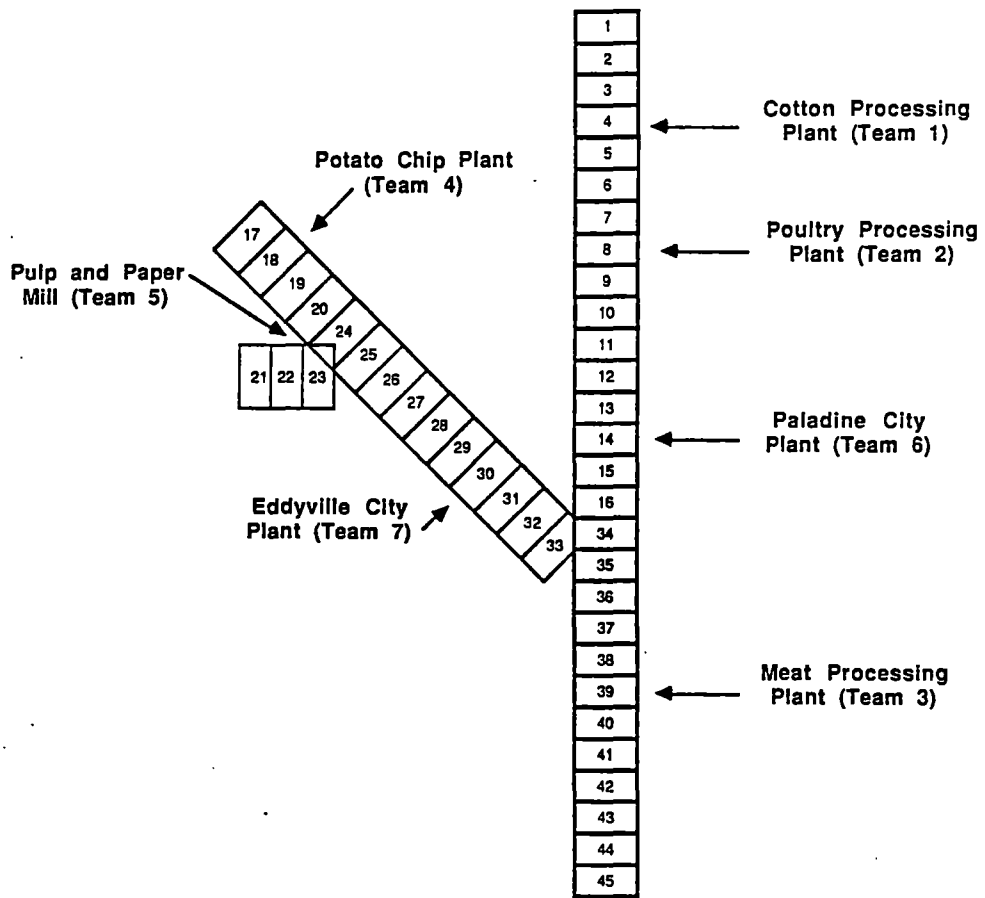 1
2
3
4
5
6
7
8
9
10
11
12
13
14
15
16
34
35
36
37
38
39
40
41
42
43
44
45
Cotton Processing
Plant (Team 1)
Poultry Processing
Plant (Team 2)
Paladine City
Plant (Team 6)
Meat Processing
Plant (Team 3)
Potato Chip Plant
(Team 4)
Pulp and Paper
Mill (Team 5)
Eddyville City
Plant (Team 7)
17
18
19
20
24
25
26
27
28
29
30
31
32
33
21 22 23